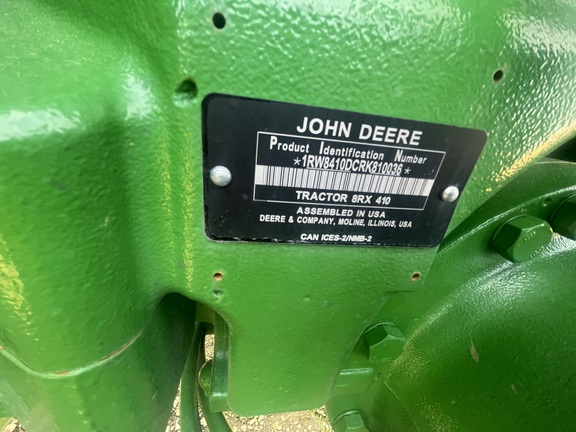 JOHN DEERE
Product Identification Number
*1RW8410DCRK810036*
TRACTOR 8RX 410
ASSEMBLED IN USA
DEERE & COMPANY, MOLINE, ILLINOIS, USA
CAN ICES-2/NMB-2